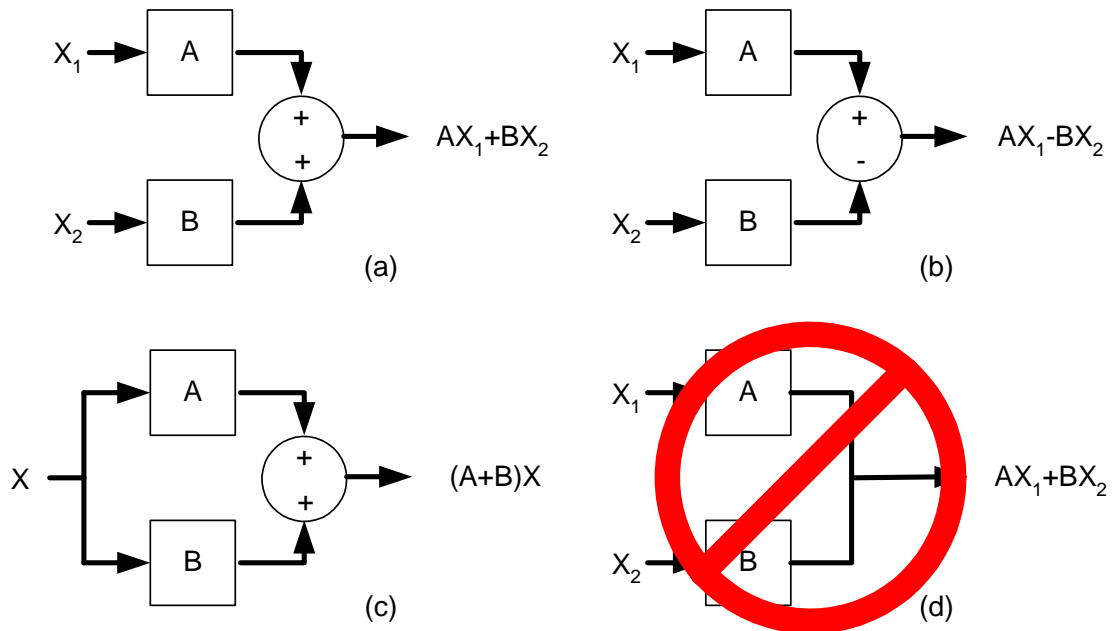 X₁
A
+
+
AX₁+BX₂
X₂
B
(a)
X₁
A
+
-
AX₁-BX₂
X₂
B
(b)
X
A
+
+
(A+B)X
B
(c)
X₁
A
AX₁+BX₂
X₂
B
(d)